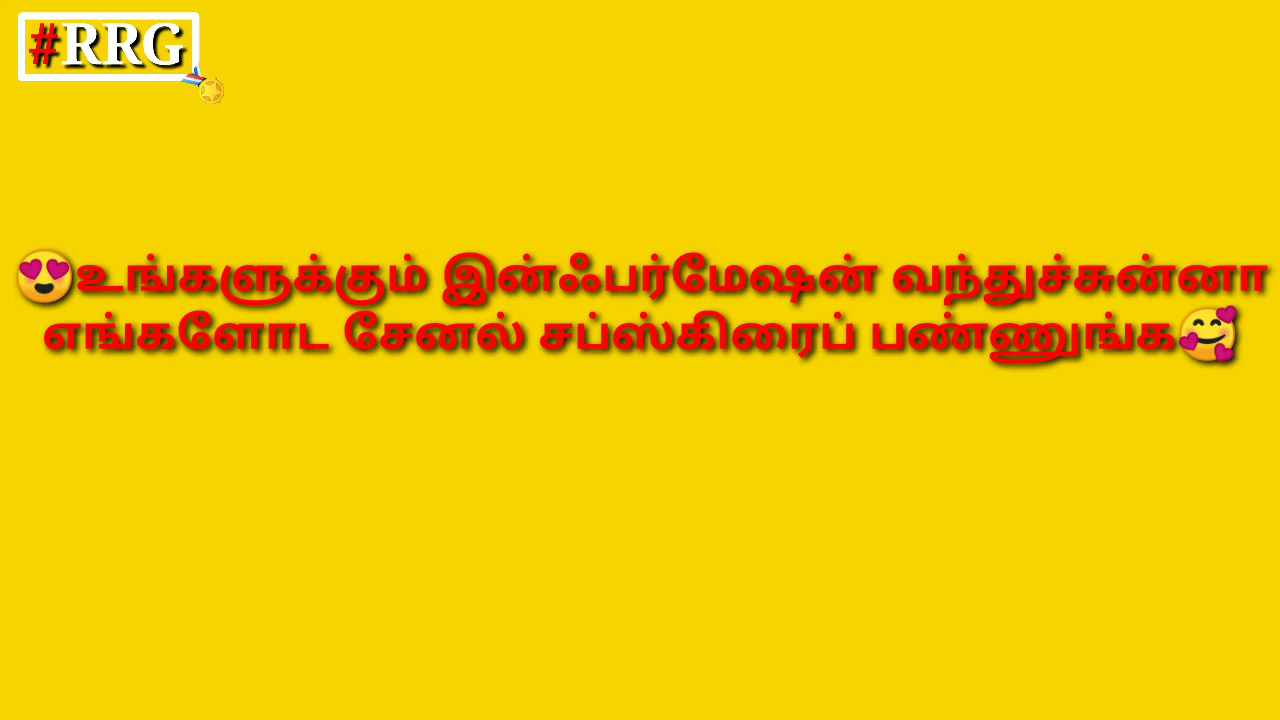 #RRG
😍உங்களுக்கும் இன்ஃபர்மேஷன் வந்துச்சுன்னா
எங்களோட சேனல் சப்ஸ்கிரைப் பண்ணுங்க🥰